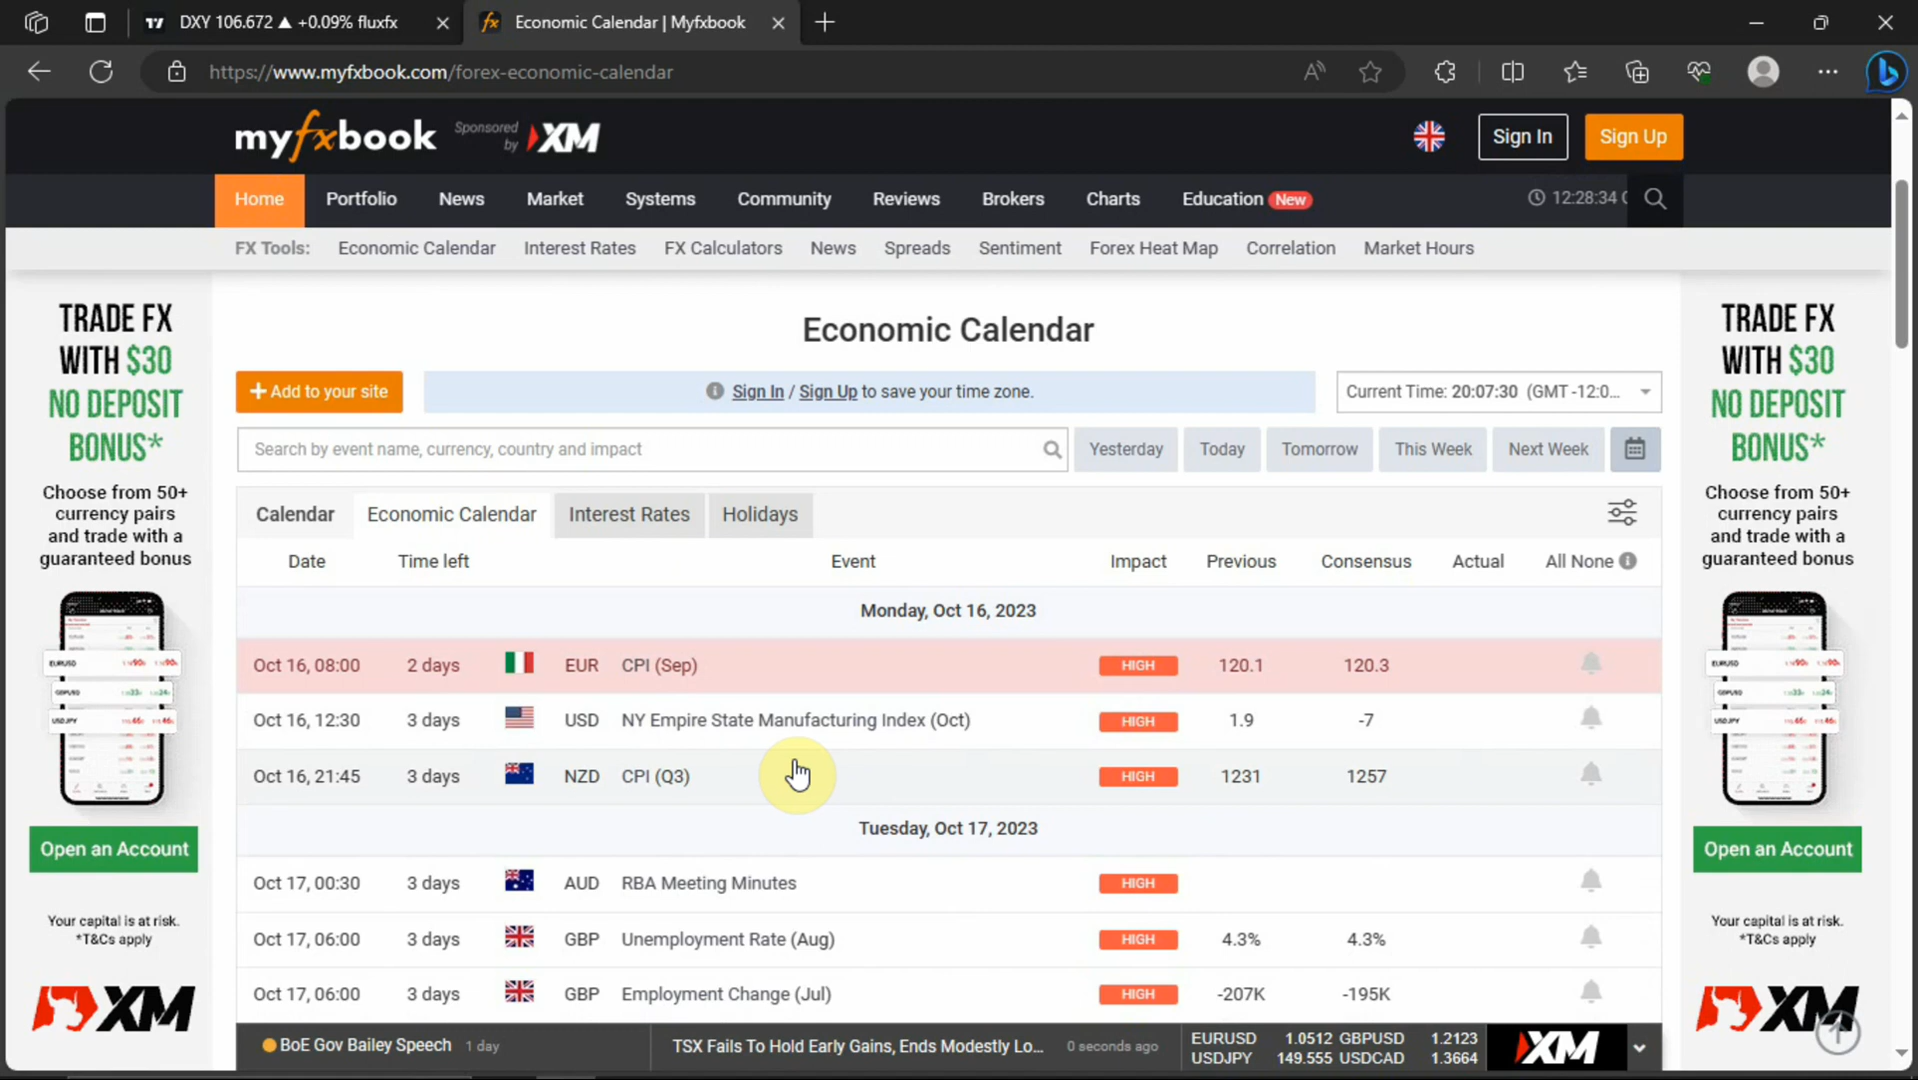 DXY 106.672 ▲ +0.09% fluxfx
Economic Calendar | Myfxbook
https://www.myfxbook.com/forex-economic-calendar
myfxbook
Sponsored
by
XM
Sign In
Sign Up
Home
Portfolio
News
Market
Systems
Community
Reviews
Brokers
Charts
Education New
12:28:34
FX Tools:
Economic Calendar
Interest Rates
FX Calculators
News
Spreads
Sentiment
Forex Heat Map
Correlation
Market Hours
TRADE FX
WITH $30
NO DEPOSIT
BONUS*
Choose from 50+
currency pairs
and trade with a
guaranteed bonus
EURUSD
GBPUSD
USDJPY
Open an Account
Your capital is at risk.
*T&Cs apply
XM
Economic Calendar
+ Add to your site
Sign In / Sign Up to save your time zone.
Current Time: 20:07:30 (GMT -12:0...
Search by event name, currency, country and impact
Yesterday
Today
Tomorrow
This Week
Next Week
Calendar
Economic Calendar
Interest Rates
Holidays
Date Time left Event Impact Previous Consensus Actual All None
Monday, Oct 16, 2023
Oct 16, 08:00 2 days EUR CPI (Sep) HIGH 120.1 120.3
Oct 16, 12:30 3 days USD NY Empire State Manufacturing Index (Oct) HIGH 1.9 -7
Oct 16, 21:45 3 days NZD CPI (Q3) HIGH 1231 1257
Tuesday, Oct 17, 2023
Oct 17, 00:30 3 days AUD RBA Meeting Minutes HIGH
Oct 17, 06:00 3 days GBP Unemployment Rate (Aug) HIGH 4.3% 4.3%
Oct 17, 06:00 3 days GBP Employment Change (Jul) HIGH -207K -195K
BoE Gov Bailey Speech 1 day
TSX Fails To Hold Early Gains, Ends Modestly Lo... 0 seconds ago
EURUSD 1.0512 GBPUSD 1.2123
USDJPY 149.555 USDCAD 1.3664
XM
TRADE FX
WITH $30
NO DEPOSIT
BONUS*
Choose from 50+
currency pairs
and trade with a
guaranteed bonus
EURUSD
GBPUSD
USDJPY
Open an Account
Your capital is at risk.
*T&Cs apply
XM